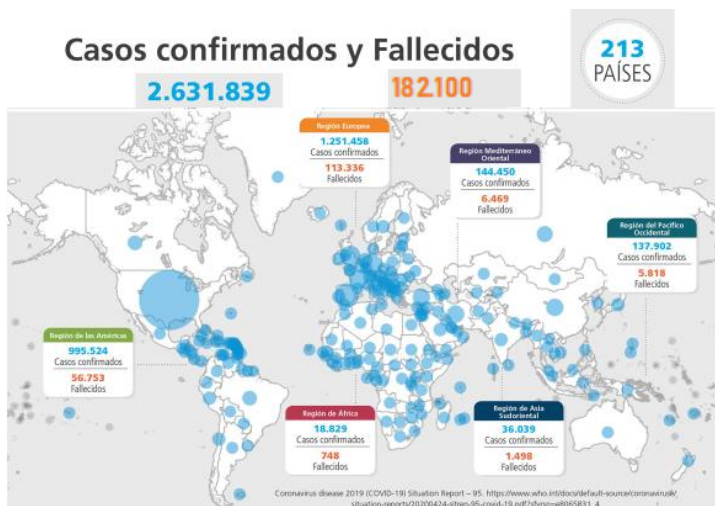 Casos confirmados y Fallecidos
2.631.839
182.100
213
PAÍSES
Región Europea
1.251.458
Casos confirmados
113.336
Fallecidos
Región Mediterráneo
Oriental
144.450
Casos confirmados
6.469
Fallecidos
Región del Pacífico
Occidental
137.902
Casos confirmados
5.818
Fallecidos
Región de las Américas
995.524
Casos confirmados
56.753
Fallecidos
Región de África
18.829
Casos confirmados
748
Fallecidos
Región de Asia
Sudoriental
36.039
Casos confirmados
1.498
Fallecidos
Coronavirus disease 2019 (COVID-19) Situation Report – 95. https://www.who.int/docs/default-source/coronaviruse/